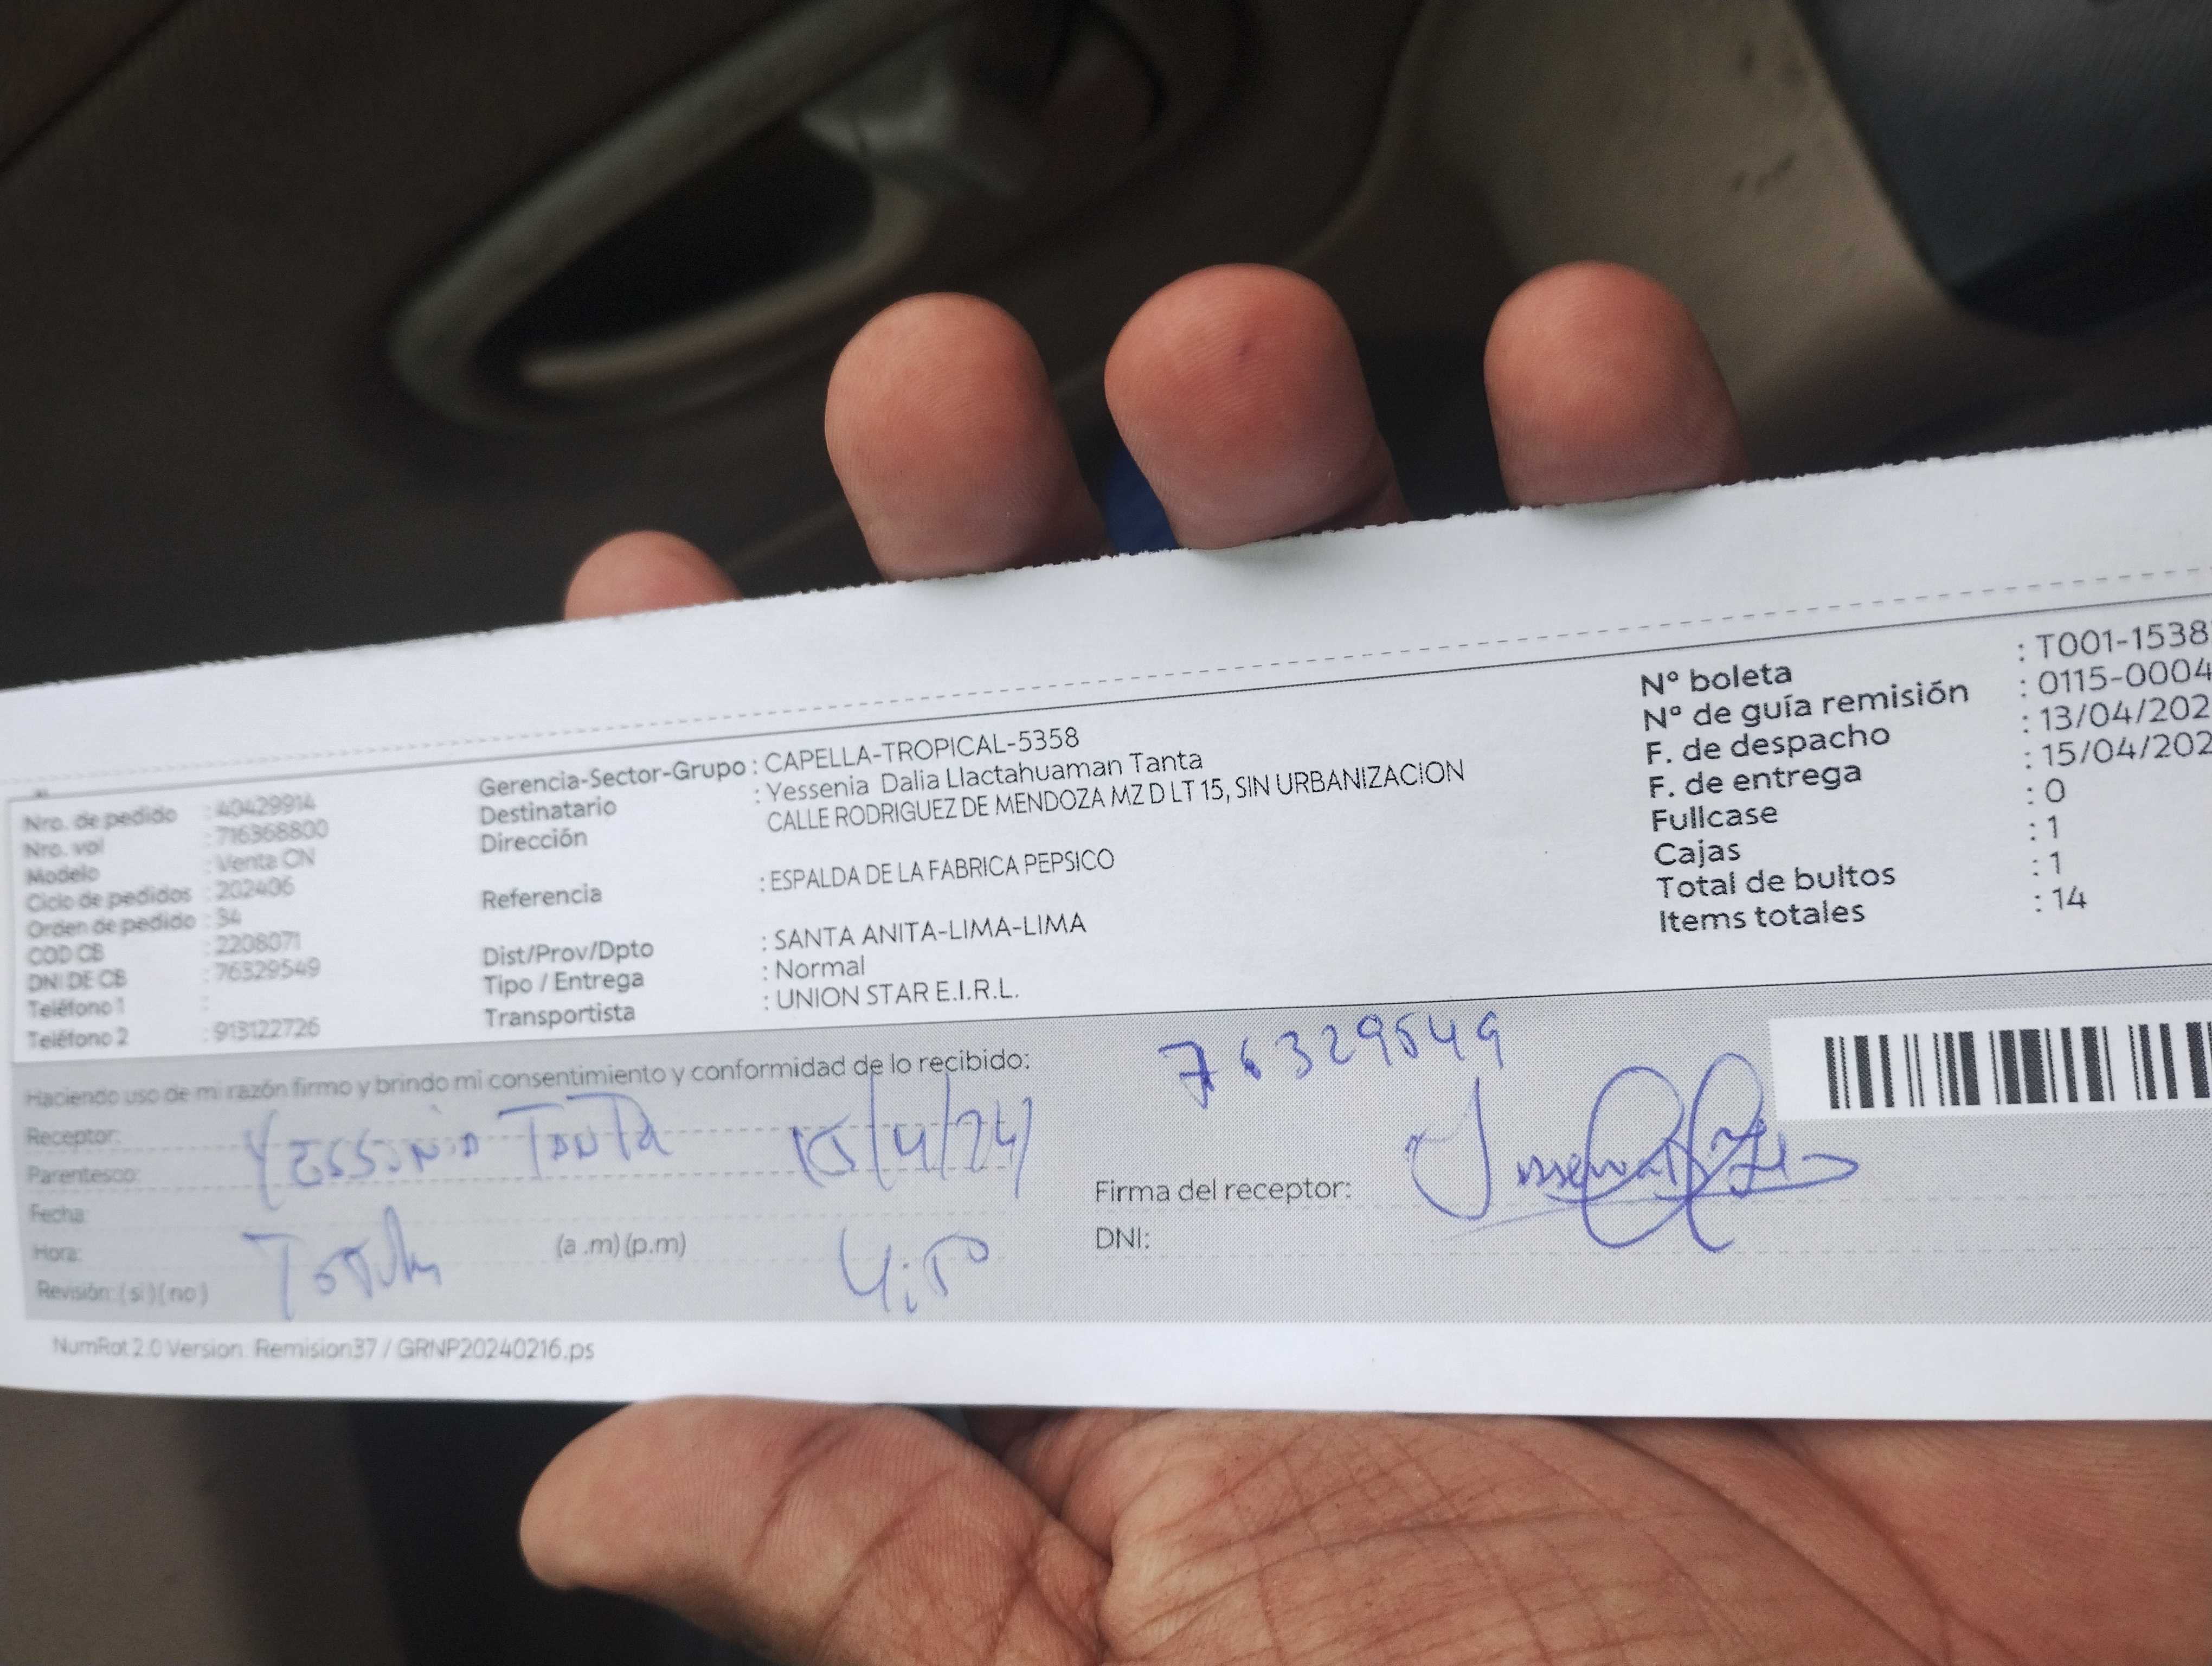 Nro. de pedido : 40429914
Nro. vol : 716368800
Modelo : Venta CN
Ciclo de pedidos : 202406
Orden de pedido : 34
COD CB : 2208071
DNI DE CB : 76329549
Teléfono 1 :
Teléfono 2 : 913122726
Gerencia-Sector-Grupo : CAPELLA-TROPICAL-5358
Destinatario : Yessenia Dalia Llactahuaman Tanta
Dirección CALLE RODRIGUEZ DE MENDOZA MZ D LT 15, SIN URBANIZACION
Referencia : ESPALDA DE LA FABRICA PEPSICO
Dist/Prov/Dpto : SANTA ANITA-LIMA-LIMA
Tipo / Entrega : Normal
Transportista : UNION STAR E.I.R.L.
Nº boleta : T001-1538
Nº de guía remisión : 0115-0004
F. de despacho : 13/04/202
F. de entrega : 15/04/202
Fullcase : 0
Cajas : 1
Total de bultos : 1
Items totales : 14
Haciendo uso de mi razón firmo y brindo mi consentimiento y conformidad de lo recibido:
76329549
Receptor: Yessenia Tanta 15/4/24
Parentesco:
Fecha:
Hora: (a .m) (p.m) 4:50
Revisión: ( si ) ( no )
Firma del receptor:
DNI:
NumRot 2.0 Version: Remision37 / GRNP20240216.ps